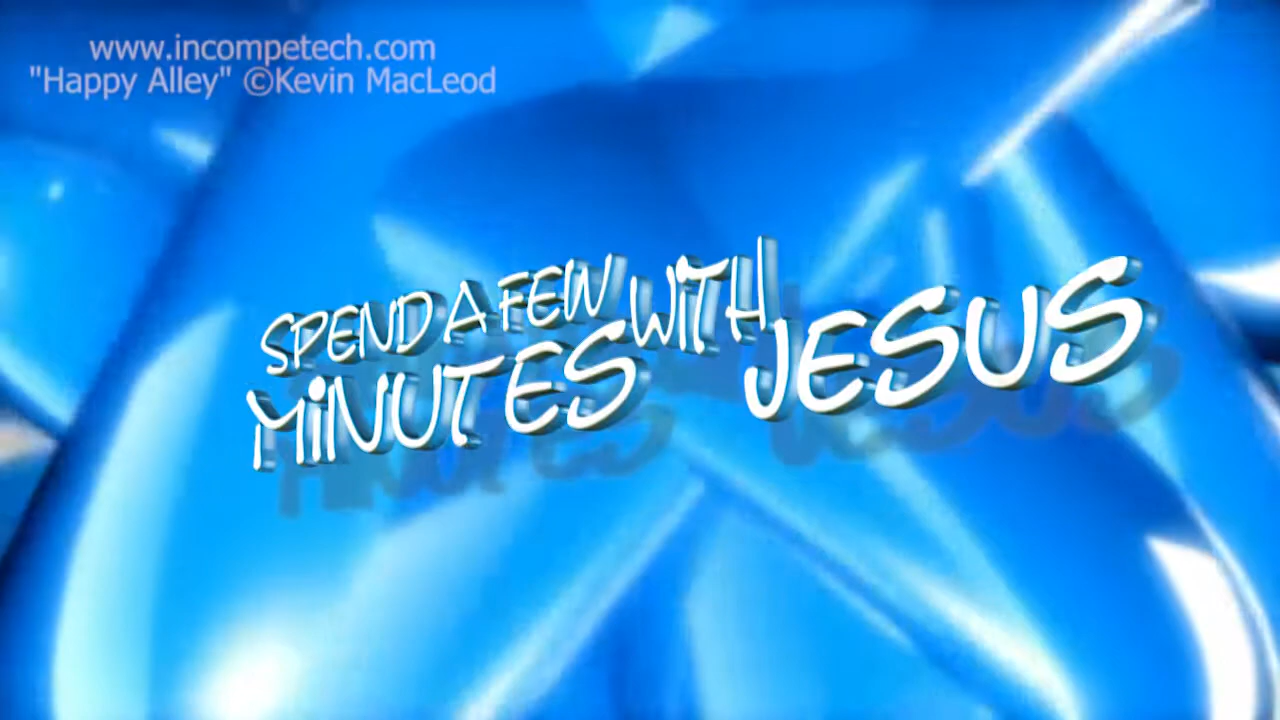 www.incompetech.com
"Happy Alley" ©Kevin MacLeod
SPEND A FEW
MiNUTES WiTH
JESUS